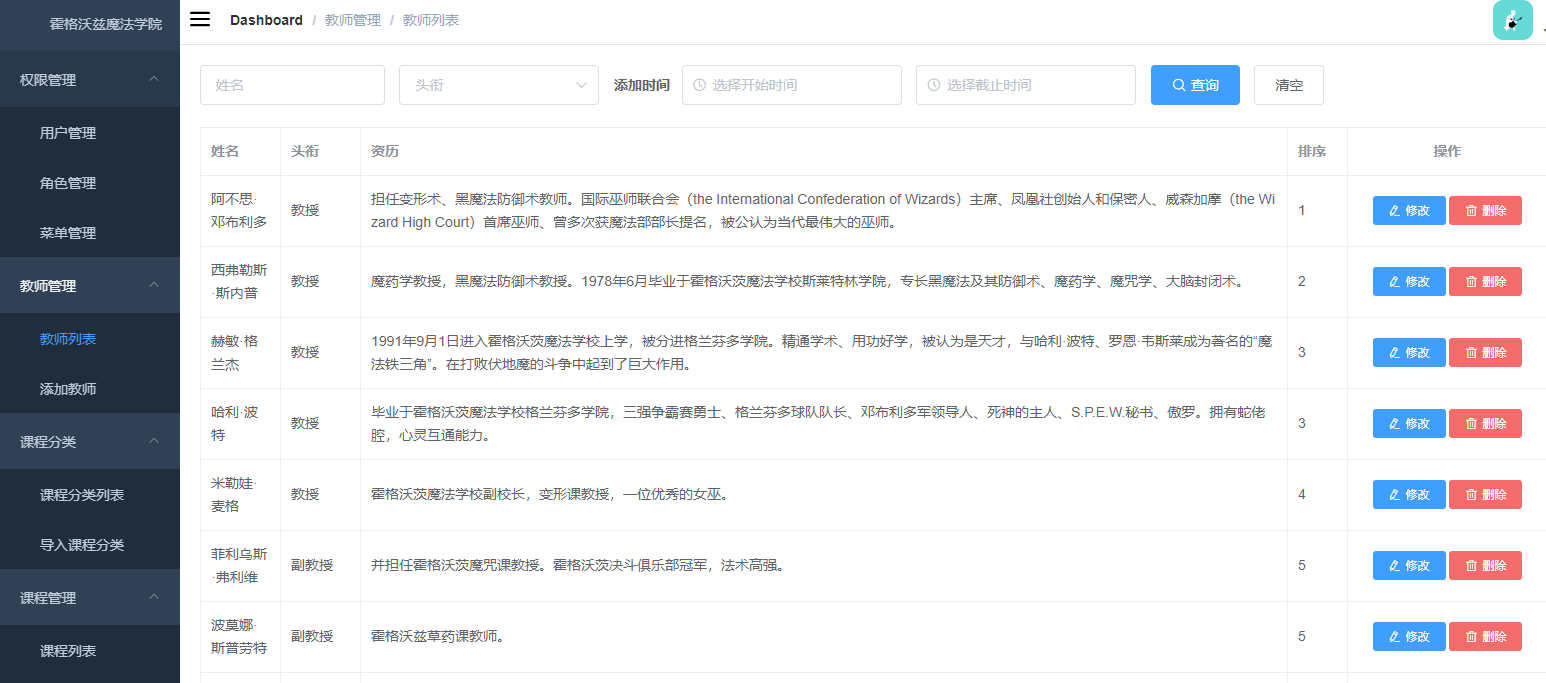 霍格沃兹魔法学院
权限管理
用户管理
角色管理
菜单管理
教师管理
教师列表
添加教师
课程分类
课程分类列表
导入课程分类
课程管理
课程列表
Dashboard / 教师管理 / 教师列表
姓名 头衔 添加时间 选择开始时间 选择截止时间 查询 清空
姓名 头衔 资历 排序 操作
阿不思·
邓布利多
教授
担任变形术、黑魔法防御术教师。国际巫师联合会（the International Confederation of Wizards）主席、凤凰社创始人和保密人、威森加摩（the Wi
zard High Court）首席巫师、曾多次获魔法部部长提名，被公认为当代最伟大的巫师。
1 修改 删除
西弗勒斯
·斯内普
教授
魔药学教授，黑魔法防御术教授。1978年6月毕业于霍格沃茨魔法学校斯莱特林学院，专长黑魔法及其防御术、魔药学、魔咒学、大脑封闭术。
2 修改 删除
赫敏·格
兰杰
教授
1991年9月1日进入霍格沃茨魔法学校上学，被分进格兰芬多学院。精通学术、用功好学，被认为是天才，与哈利·波特、罗恩·韦斯莱成为著名的“魔
法铁三角”。在打败伏地魔的斗争中起到了巨大作用。
3 修改 删除
哈利·波
特
教授
毕业于霍格沃茨魔法学校格兰芬多学院，三强争霸赛勇士、格兰芬多球队队长、邓布利多军领导人、死神的主人、S.P.E.W.秘书、傲罗。拥有蛇佬
腔，心灵互通能力。
3 修改 删除
米勒娃·
麦格
教授
霍格沃茨魔法学校副校长，变形课教授，一位优秀的女巫。
4 修改 删除
菲利乌斯
·弗利维
副教授
并担任霍格沃茨魔咒课教授。霍格沃茨决斗俱乐部冠军，法术高强。
5 修改 删除
波莫娜·
斯普劳特
副教授
霍格沃兹草药课教师。
5 修改 删除